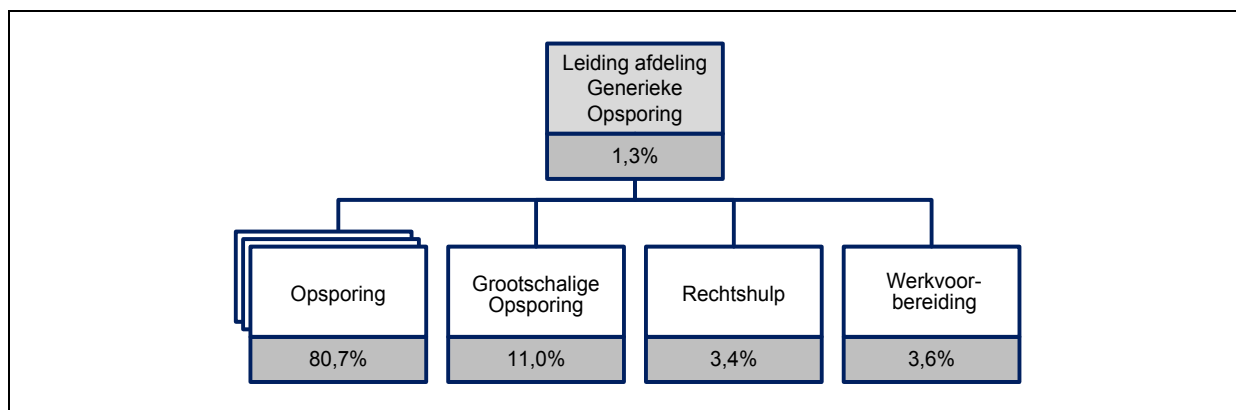 Leiding afdeling
Generieke
Opsporing
1,3%
Opsporing
80,7%
Grootschalige
Opsporing
11,0%
Rechtshulp
3,4%
Werkvoor-
bereiding
3,6%